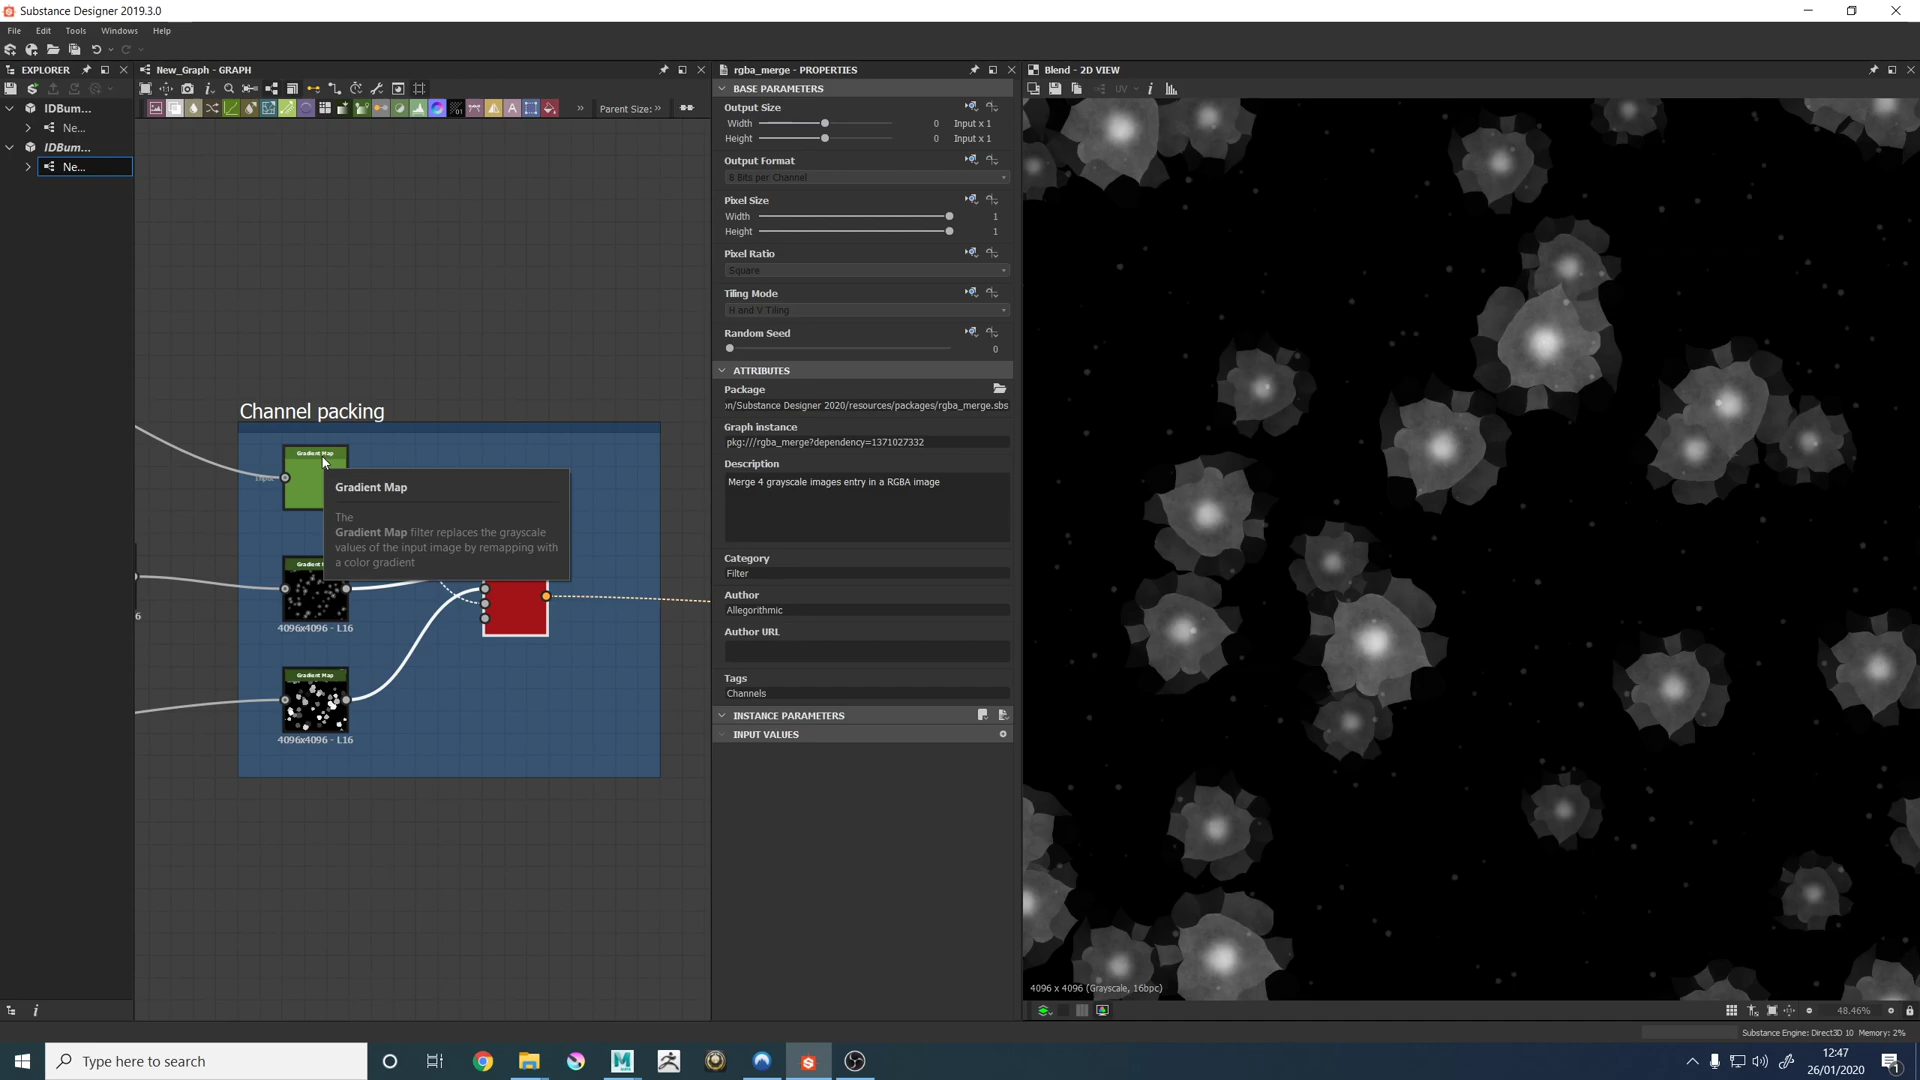 Substance Designer 2019.3.0
File Edit Tools Windows Help
EXPLORER
New_Graph - GRAPH
rgba_merge - PROPERTIES
Blend - 2D VIEW
UV
Parent Size: »
IDBum...
Ne...
IDBum...
Ne...
BASE PARAMETERS
Output Size
Width 0 Input x 1
Height 0 Input x 1
Output Format
8 Bits per Channel
Pixel Size
Width 1
Height 1
Pixel Ratio
Square
Tiling Mode
H and V Tiling
Random Seed
0
ATTRIBUTES
Package
on/Substance Designer 2020/resources/packages/rgba_merge.sbs
Graph instance
pkg:///rgba_merge?dependency=1371027332
Description
Merge 4 grayscale images entry in a RGBA image
Category
Filter
Author
Allegorithmic
Author URL
Tags
Channels
INSTANCE PARAMETERS
INPUT VALUES
Channel packing
Gradient Map
Input
Gradient Map
The
Gradient Map filter replaces the grayscale
values of the input image by remapping with
a color gradient
4096x4096 - L16
6
Gradient Map
4096x4096 - L16
4096 x 4096 (Grayscale, 16bpc)
48.46%
Substance Engine: Direct3D 10 Memory: 2%
Type here to search
12:47
26/01/2020
1